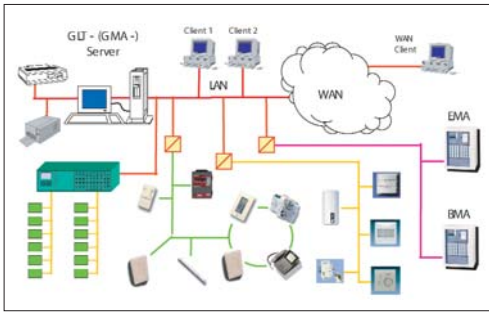 GLT - (GMA -)
Server
Client 1
Client 2
WAN
Client
LAN
WAN
EMA
BMA